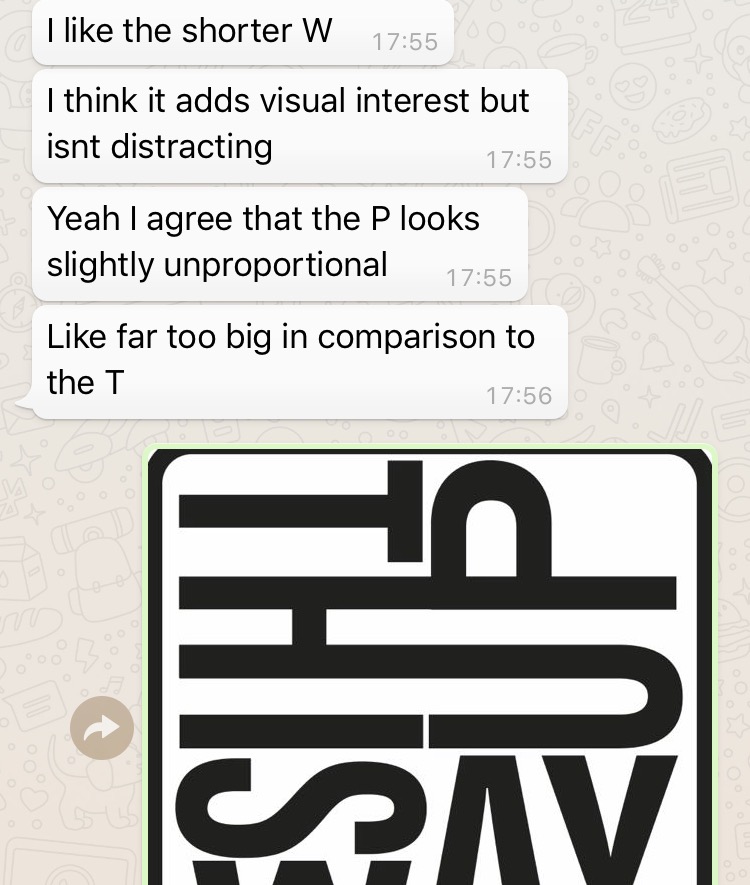 I like the shorter W 17:55
I think it adds visual interest but
isnt distracting 17:55
Yeah I agree that the P looks
slightly unproportional 17:55
Like far too big in comparison to
the T 17:56
THIS
UP